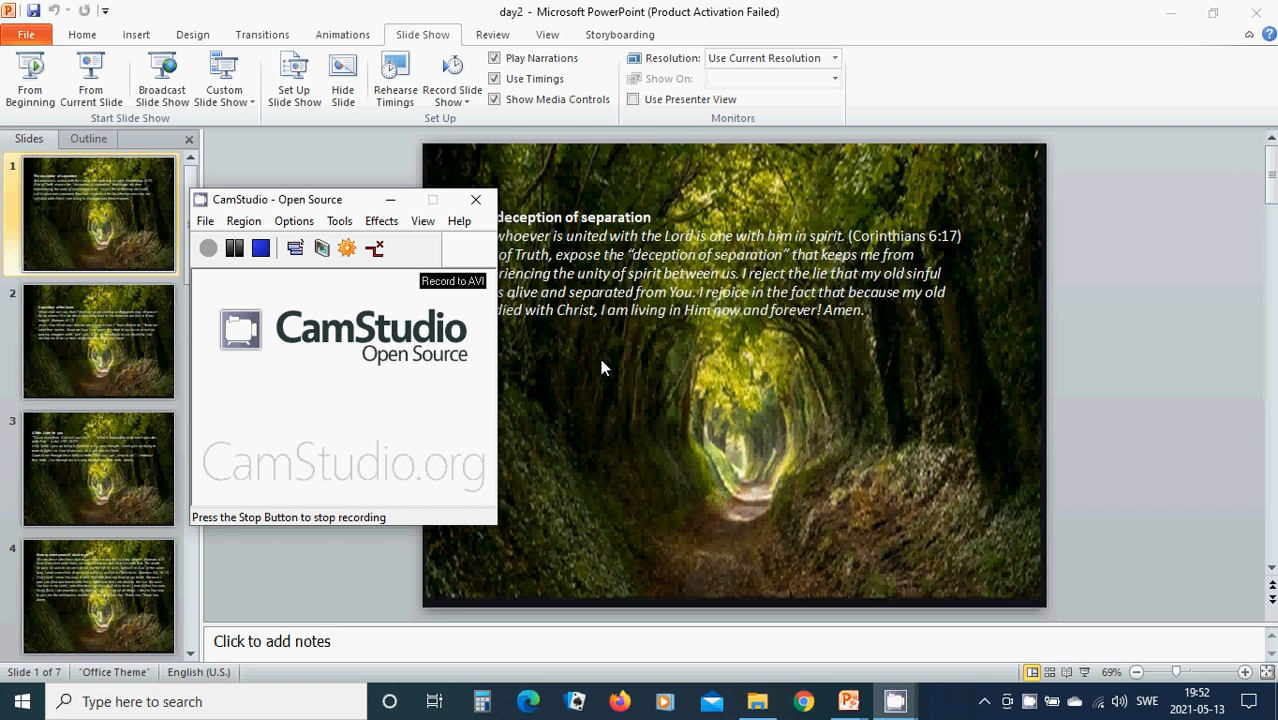 day2 - Microsoft PowerPoint (Product Activation Failed)
File Home Insert Design Transitions Animations Slide Show Review View Storyboarding
From Beginning
From Current Slide
Broadcast Slide Show
Custom Slide Show
Start Slide Show
Set Up Slide Show
Hide Slide
Rehearse Timings
Record Slide Show
Play Narrations
Use Timings
Show Media Controls
Set Up
Resolution: Use Current Resolution
Show On:
Use Presenter View
Monitors
Slides Outline
1
2
3
4
CamStudio - Open Source
File Region Options Tools Effects View Help
Record to AVI
CamStudio
Open Source
CamStudio.org
Press the Stop Button to stop recording
deception of separation
whoever is united with the Lord is one with him in spirit. (Corinthians 6:17)
of Truth, expose the “deception of separation” that keeps me from
riencing the unity of spirit between us. I reject the lie that my old sinful
s alive and separated from You. I rejoice in the fact that because my old
died with Christ, I am living in Him now and forever! Amen.
Click to add notes
Slide 1 of 7 "Office Theme" English (U.S.) 69%
Type here to search
SWE
19:52
2021-05-13